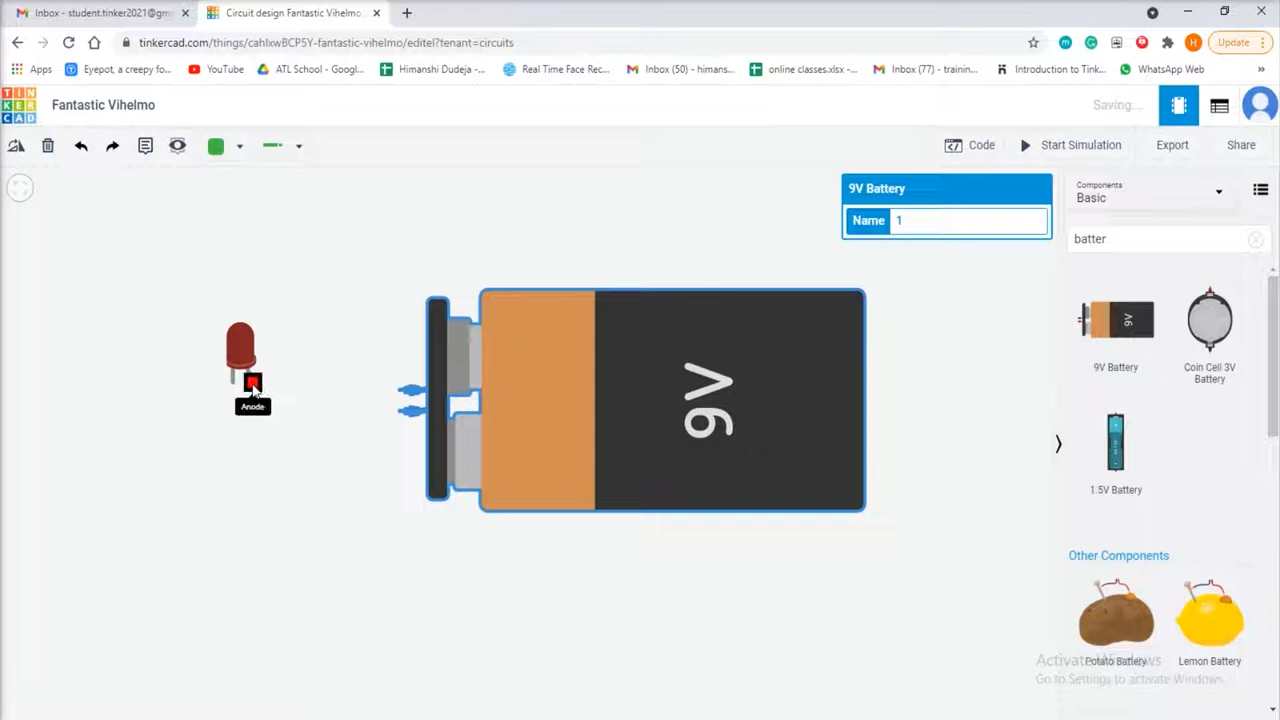 Inbox - student.tinker2021@gm
Circuit design Fantastic Vihelmo
tinkercad.com/things/cahlxwBCP5Y-fantastic-vihelmo/editel?tenant=circuits
Update
Apps
Eyepot, a creepy fo...
YouTube
ATL School - Googl...
Himanshi Dudeja -...
Real Time Face Rec...
Inbox (50) - himans...
online classes.xlsx -...
Inbox (77) - trainin...
Introduction to Tink...
WhatsApp Web
»
TIN
KER
CAD
Fantastic Vihelmo
Saving...
Code
Start Simulation
Export
Share
9V Battery
Name 1
Components
Basic
batter
9V
Anode
9V
9V Battery
Coin Cell 3V
Battery
1.5V Battery
Other Components
Potato Battery
Lemon Battery
Activate Windows
Go to Settings to activate Windows.
H